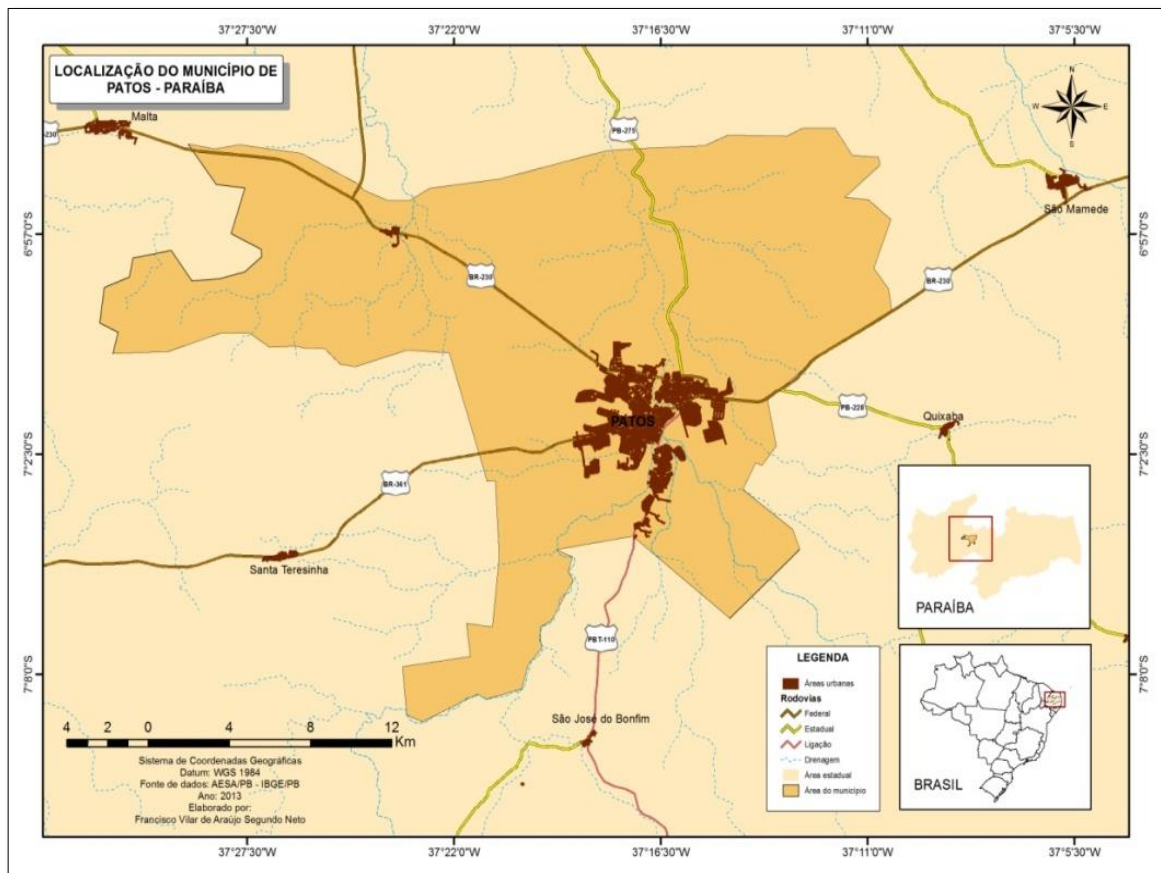 37°27'30"W 37°22'0"W 37°16'30"W 37°11'0"W 37°5'30"W
LOCALIZAÇÃO DO MUNICÍPIO DE
PATOS - PARAÍBA
N
W E
S
Malta
-230
PB-275
São Mamede
6°57'0"S 6°57'0"S
BR-230
BR-230
PB-228
Quixaba
PATOS
7°2'30"S 7°2'30"S
BR-361
Santa Teresinha
PARAÍBA
PBT-110
7°8'0"S 7°8'0"S
São José do Bonfim
LEGENDA
Áreas urbanas
Rodovias
Federal
Estadual
Ligação
Drenagem
Área estadual
Área do município
BRASIL
4 2 0 4 8 12
Km
Sistema de Coordenadas Geográficas
Datum: WGS 1984
Fonte de dados: AESA/PB - IBGE/PB
Ano: 2013
Elaborado por:
Francisco Vilar de Araújo Segundo Neto
37°27'30"W 37°22'0"W 37°16'30"W 37°11'0"W 37°5'30"W